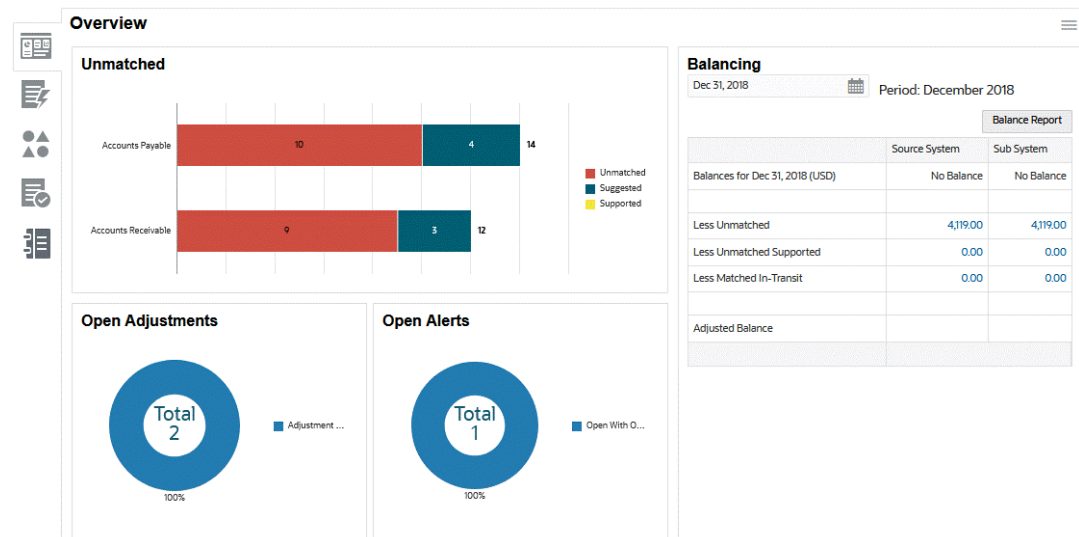 Overview
Unmatched
Accounts Payable 10 4 14
Unmatched
Suggested
Supported
Accounts Receivable 9 3 12
Open Adjustments
Total
2
Adjustment ...
100%
Open Alerts
Total
1
Open With O...
100%
Balancing
Dec 31, 2018 Period: December 2018
Balance Report
Source System Sub System
Balances for Dec 31, 2018 (USD) No Balance No Balance
Less Unmatched 4,119.00 4,119.00
Less Unmatched Supported 0.00 0.00
Less Matched In-Transit 0.00 0.00
Adjusted Balance